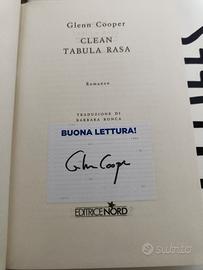 Glenn Cooper
CLEAN
TABULA RASA
Romanzo
TRADUZIONE DI
BARBARA RONCA
BUONA LETTURA!
Glenn Cooper
EDITRICE NORD
Subito